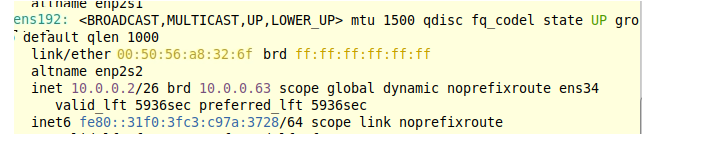 altname enp2s1
ens192: <BROADCAST,MULTICAST,UP,LOWER_UP> mtu 1500 qdisc fq_codel state UP gro
default qlen 1000
link/ether 00:50:56:a8:32:6f brd ff:ff:ff:ff:ff:ff
altname enp2s2
inet 10.0.0.2/26 brd 10.0.0.63 scope global dynamic noprefixroute ens34
valid_lft 5936sec preferred_lft 5936sec
inet6 fe80::31f0:3fc3:c97a:3728/64 scope link noprefixroute